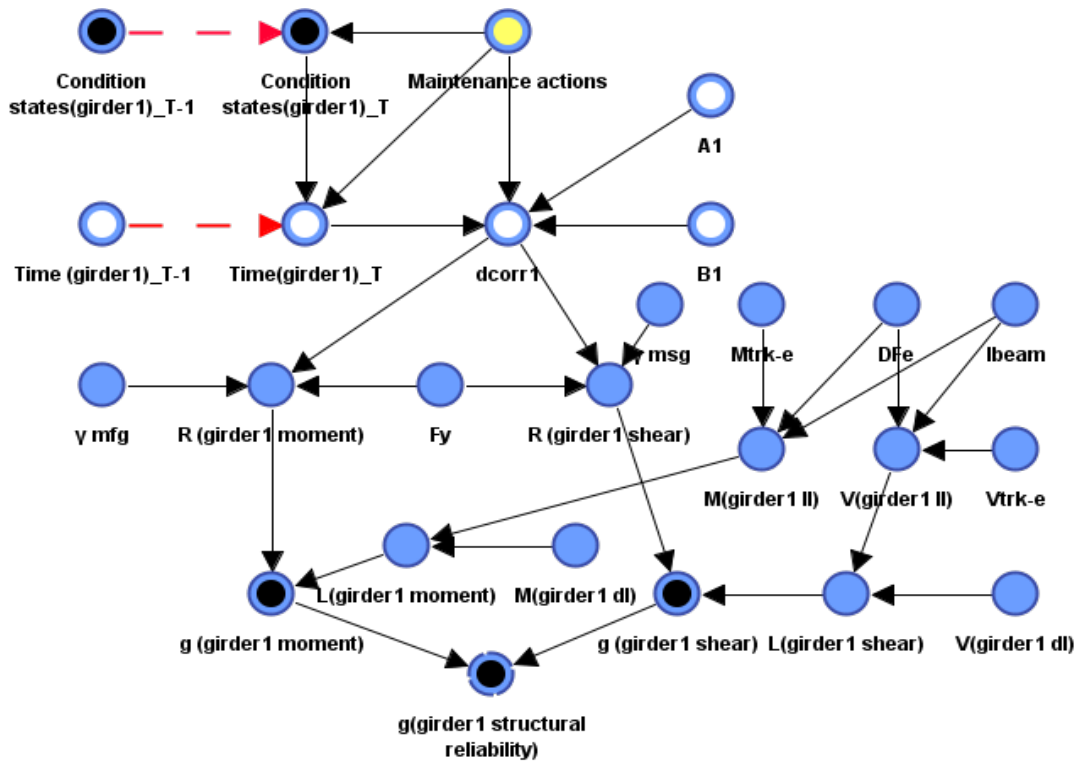 Condition
states(girder1)_T-1
Condition
states(girder1)_T
Maintenance actions
A1
Time (girder1)_T-1
Time(girder1)_T
dcorr1
B1
γ msg
Mtrk-e
DFe
Ibeam
γ mfg
R (girder1 moment)
Fy
R (girder1 shear)
M(girder1 ll)
V(girder1 ll)
Vtrk-e
L(girder1 moment)
M(girder1 dl)
g (girder1 moment)
g (girder1 shear)
L(girder1 shear)
V(girder1 dl)
g(girder1 structural
reliability)